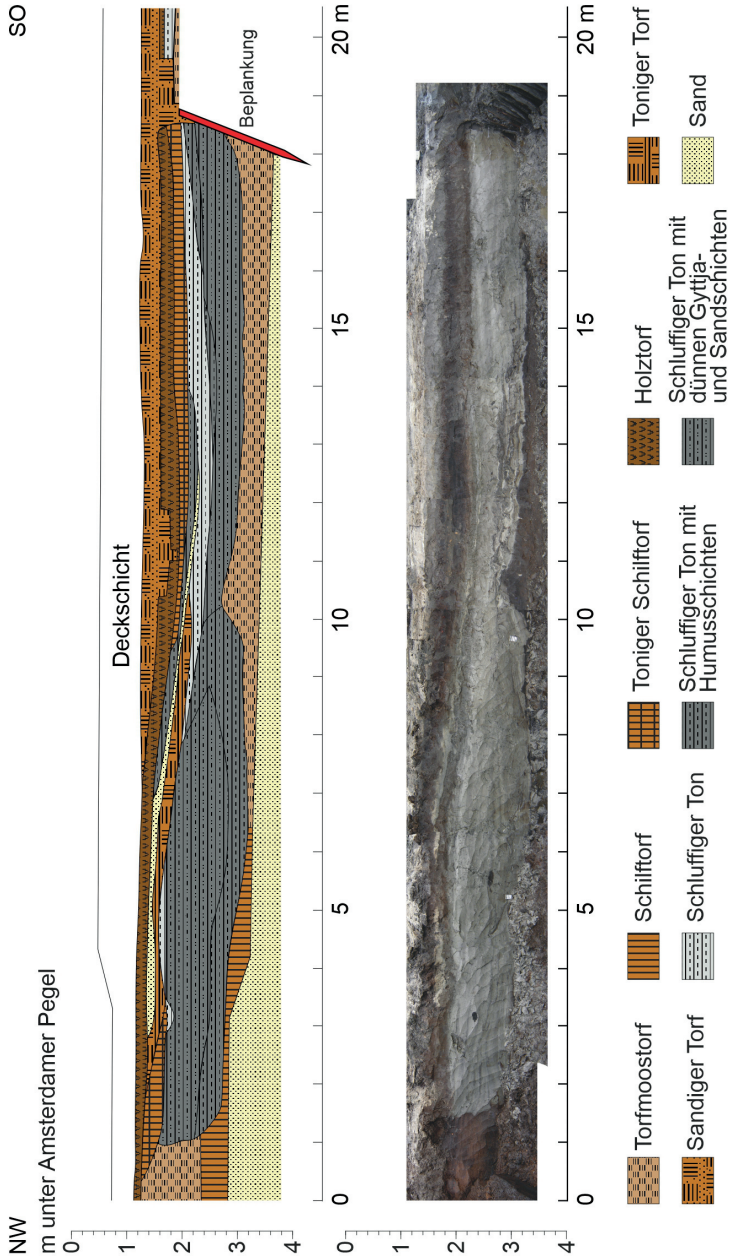 NW
SO
m unter Amsterdamer Pegel
Deckschicht
Beplankung
0
1
2
3
4
0
5
10
15
20 m
0
1
2
3
4
0
5
10
15
20 m
Torfmoostorf
Schilftorf
Toniger Schilftorf
Holztorf
Toniger Torf
Sandiger Torf
Schluffiger Ton
Schluffiger Ton mit
Humusschichten
Schluffiger Ton mit
dünnen Gyttja-
und Sandschichten
Sand